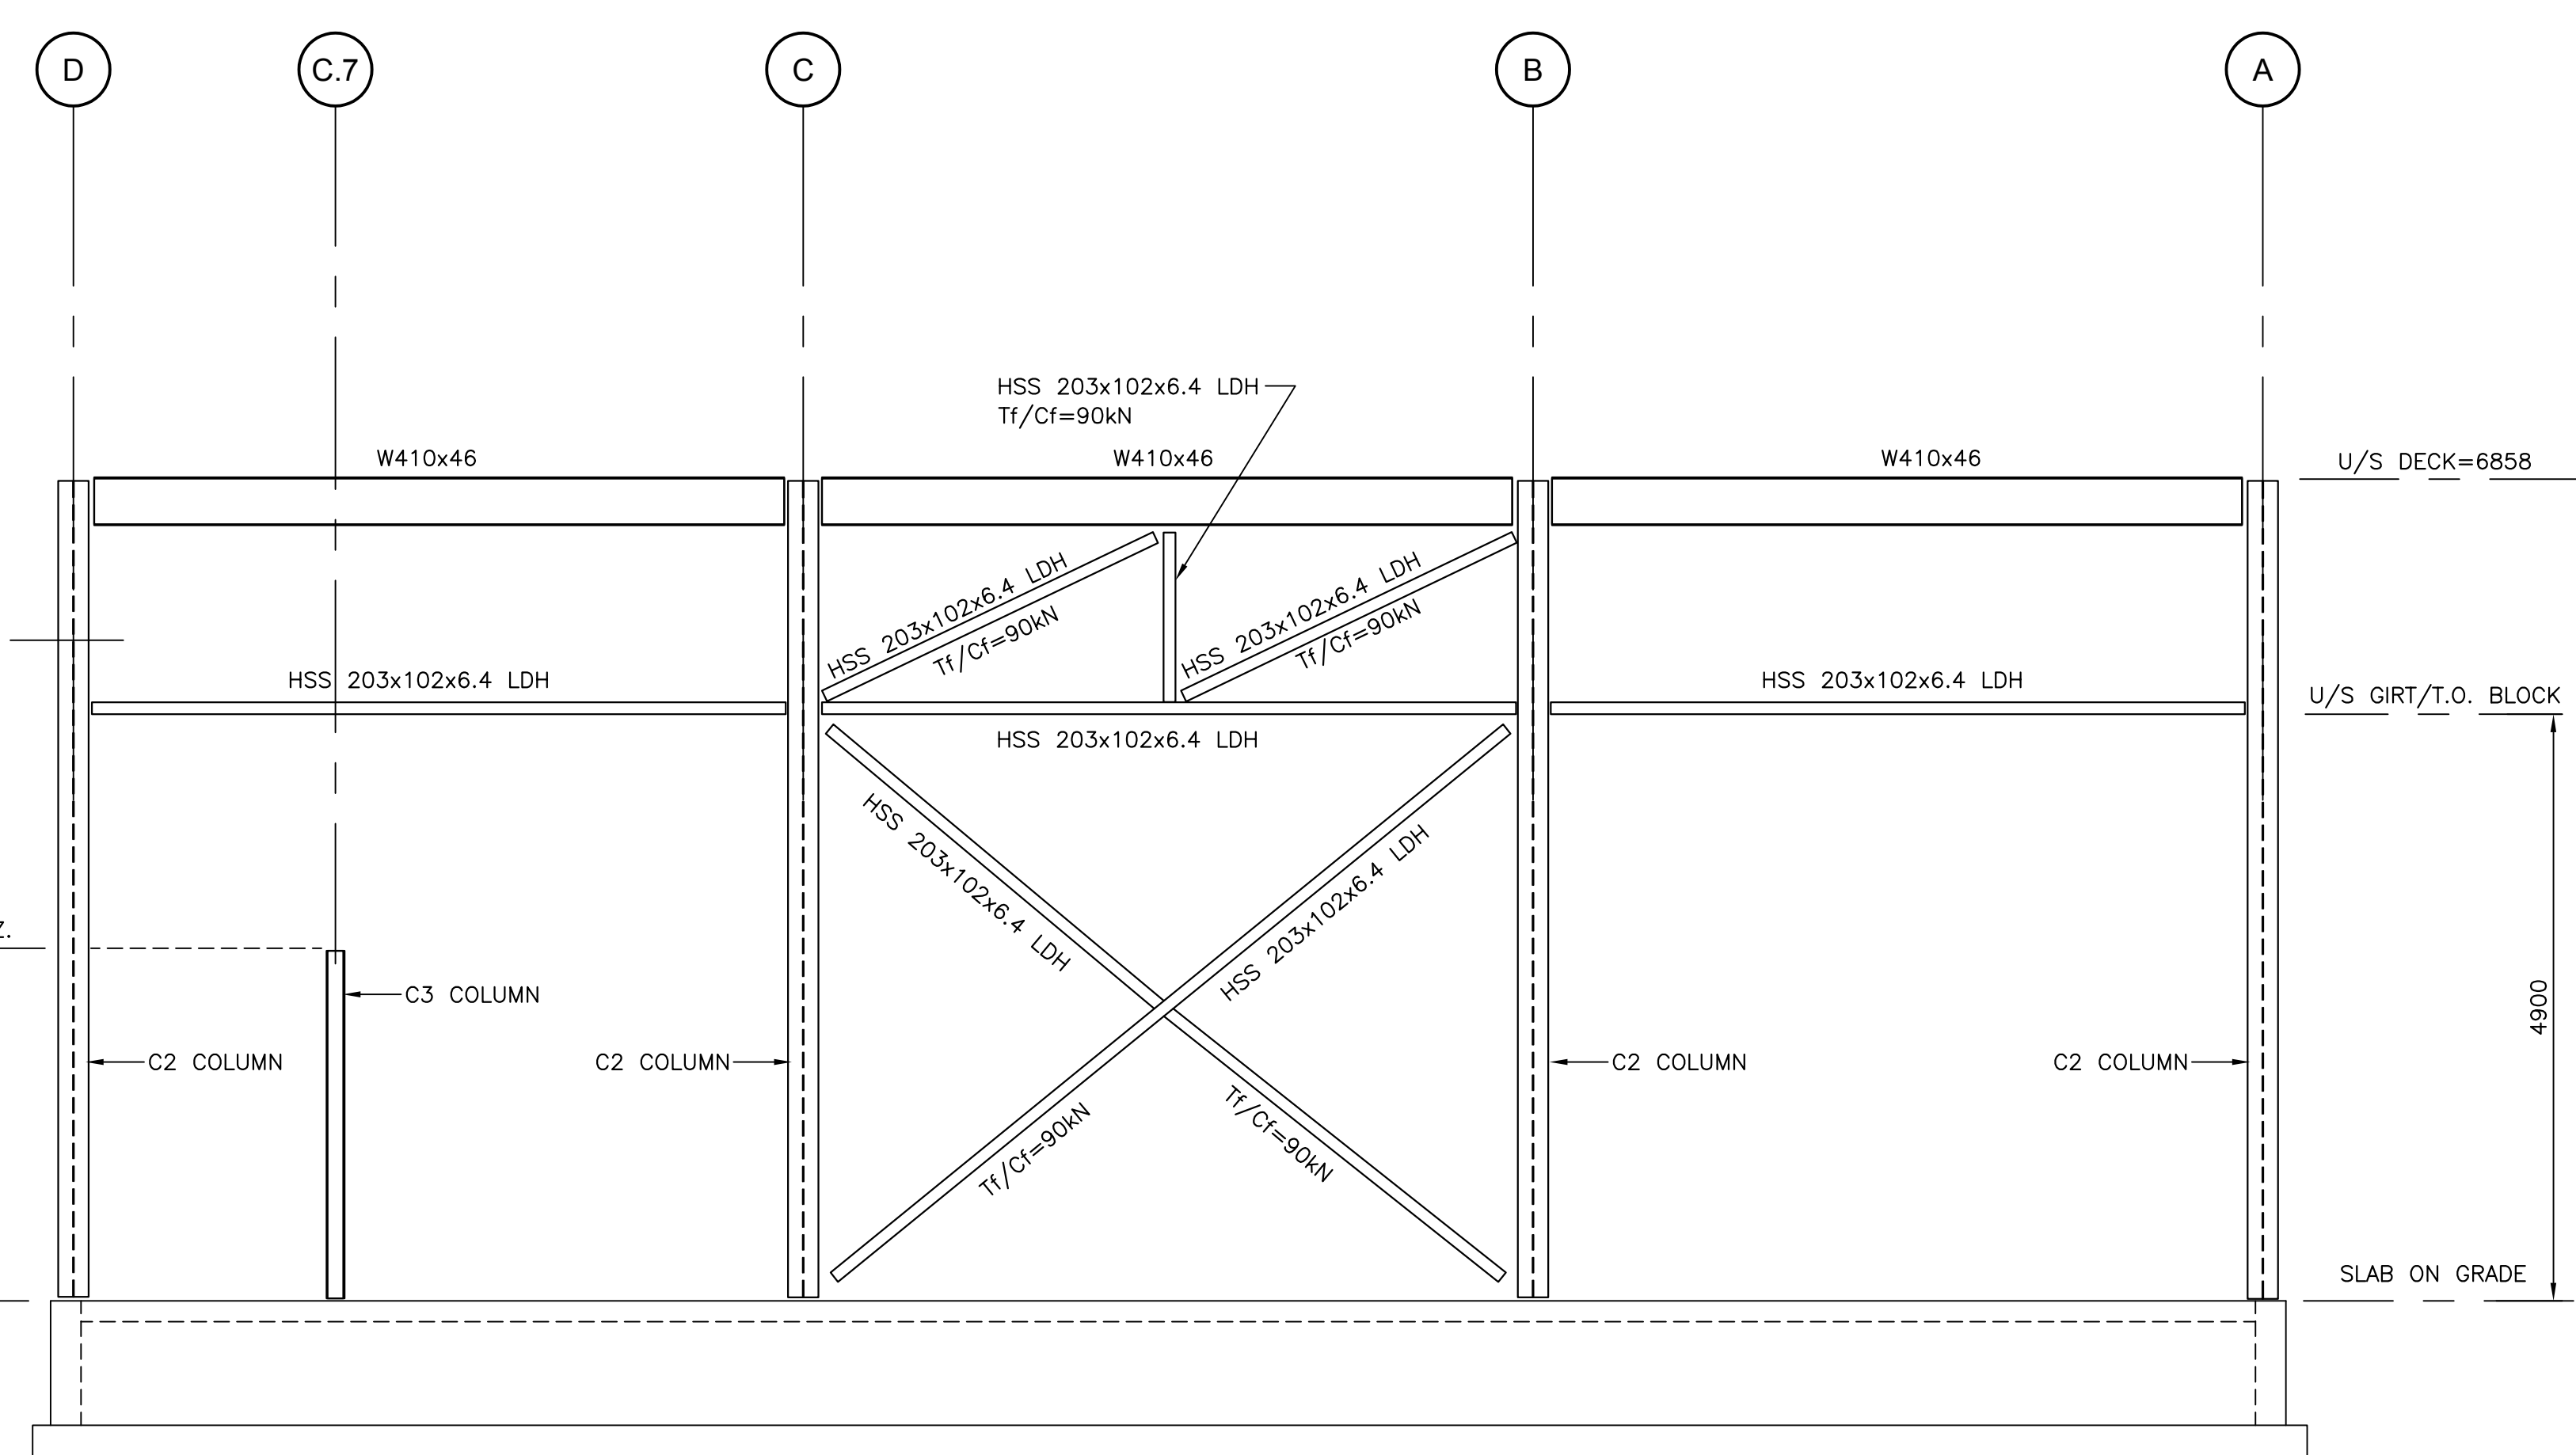 D
C.7
C
B
A
HSS 203x102x6.4 LDH
Tf/Cf=90kN
W410x46
W410x46
W410x46
U/S DECK=6858
HSS 203x102x6.4 LDH
Tf/Cf=90kN
HSS 203x102x6.4 LDH
Tf/Cf=90kN
HSS 203x102x6.4 LDH
HSS 203x102x6.4 LDH
U/S GIRT/T.O. BLOCK
HSS 203x102x6.4 LDH
HSS 203x102x6.4 LDH
HSS 203x102x6.4 LDH
Z.
C3 COLUMN
4900
C2 COLUMN
C2 COLUMN
C2 COLUMN
C2 COLUMN
Tf/Cf=90kN
Tf/Cf=90kN
SLAB ON GRADE